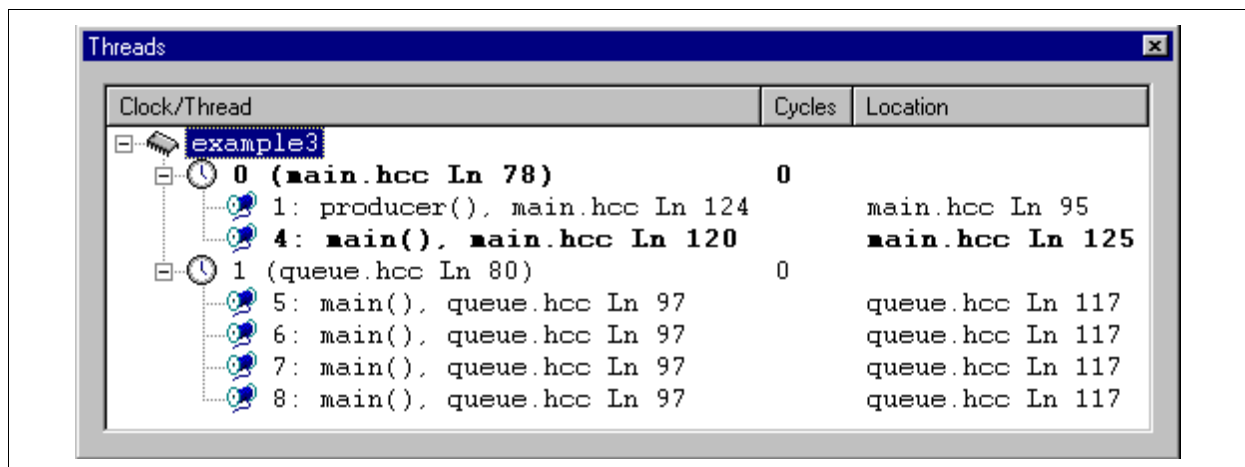 Threads
Clock/Thread Cycles Location
example3
0 (main.hcc Ln 78) 0
1: producer(), main.hcc Ln 124 main.hcc Ln 95
4: main(), main.hcc Ln 120 main.hcc Ln 125
1 (queue.hcc Ln 80) 0
5: main(), queue.hcc Ln 97 queue.hcc Ln 117
6: main(), queue.hcc Ln 97 queue.hcc Ln 117
7: main(), queue.hcc Ln 97 queue.hcc Ln 117
8: main(), queue.hcc Ln 97 queue.hcc Ln 117